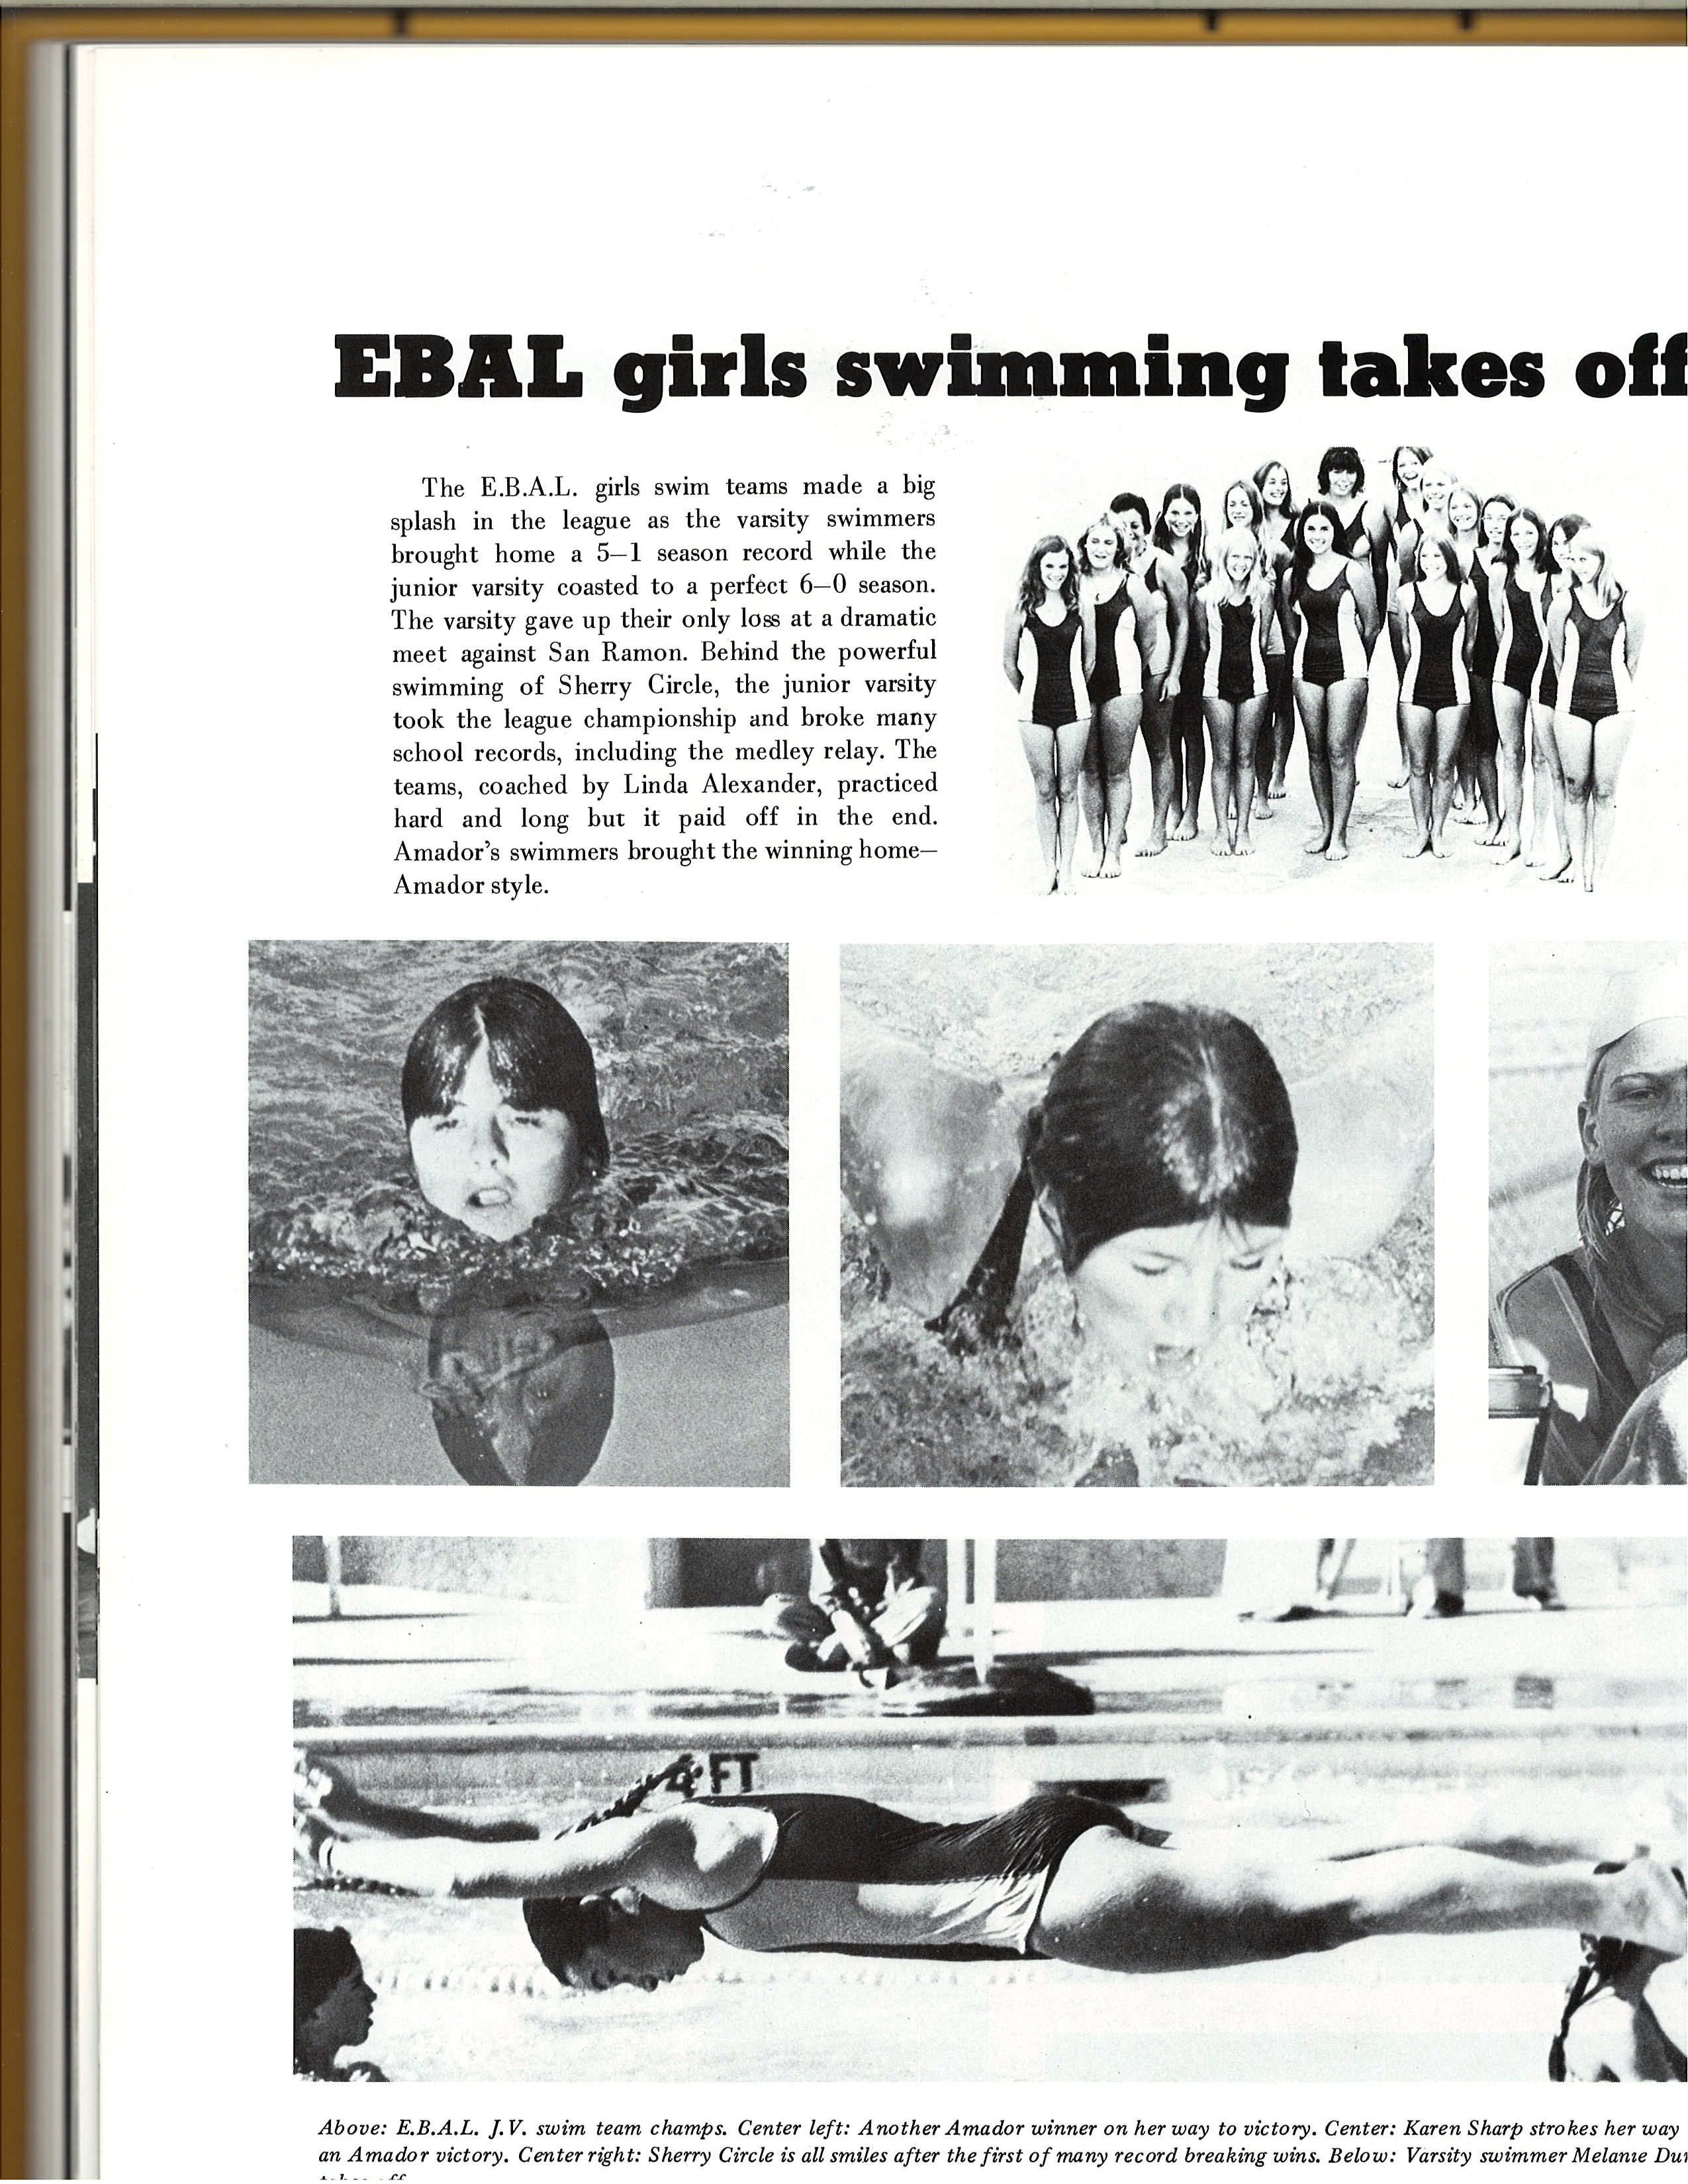 EBAL girls swimming takes off
The E.B.A.L. girls swim teams made a big
splash in the league as the varsity swimmers
brought home a 5—1 season record while the
junior varsity coasted to a perfect 6—0 season.
The varsity gave up their only loss at a dramatic
meet against San Ramon. Behind the powerful
swimming of Sherry Circle, the junior varsity
took the league championship and broke many
school records, including the medley relay. The
teams, coached by Linda Alexander, practiced
hard and long but it paid off in the end.
Amador's swimmers brought the winning home—
Amador style.
4 FT
Above: E.B.A.L. J.V. swim team champs. Center left: Another Amador winner on her way to victory. Center: Karen Sharp strokes her way
an Amador victory. Center right: Sherry Circle is all smiles after the first of many record breaking wins. Below: Varsity swimmer Melanie
takes off